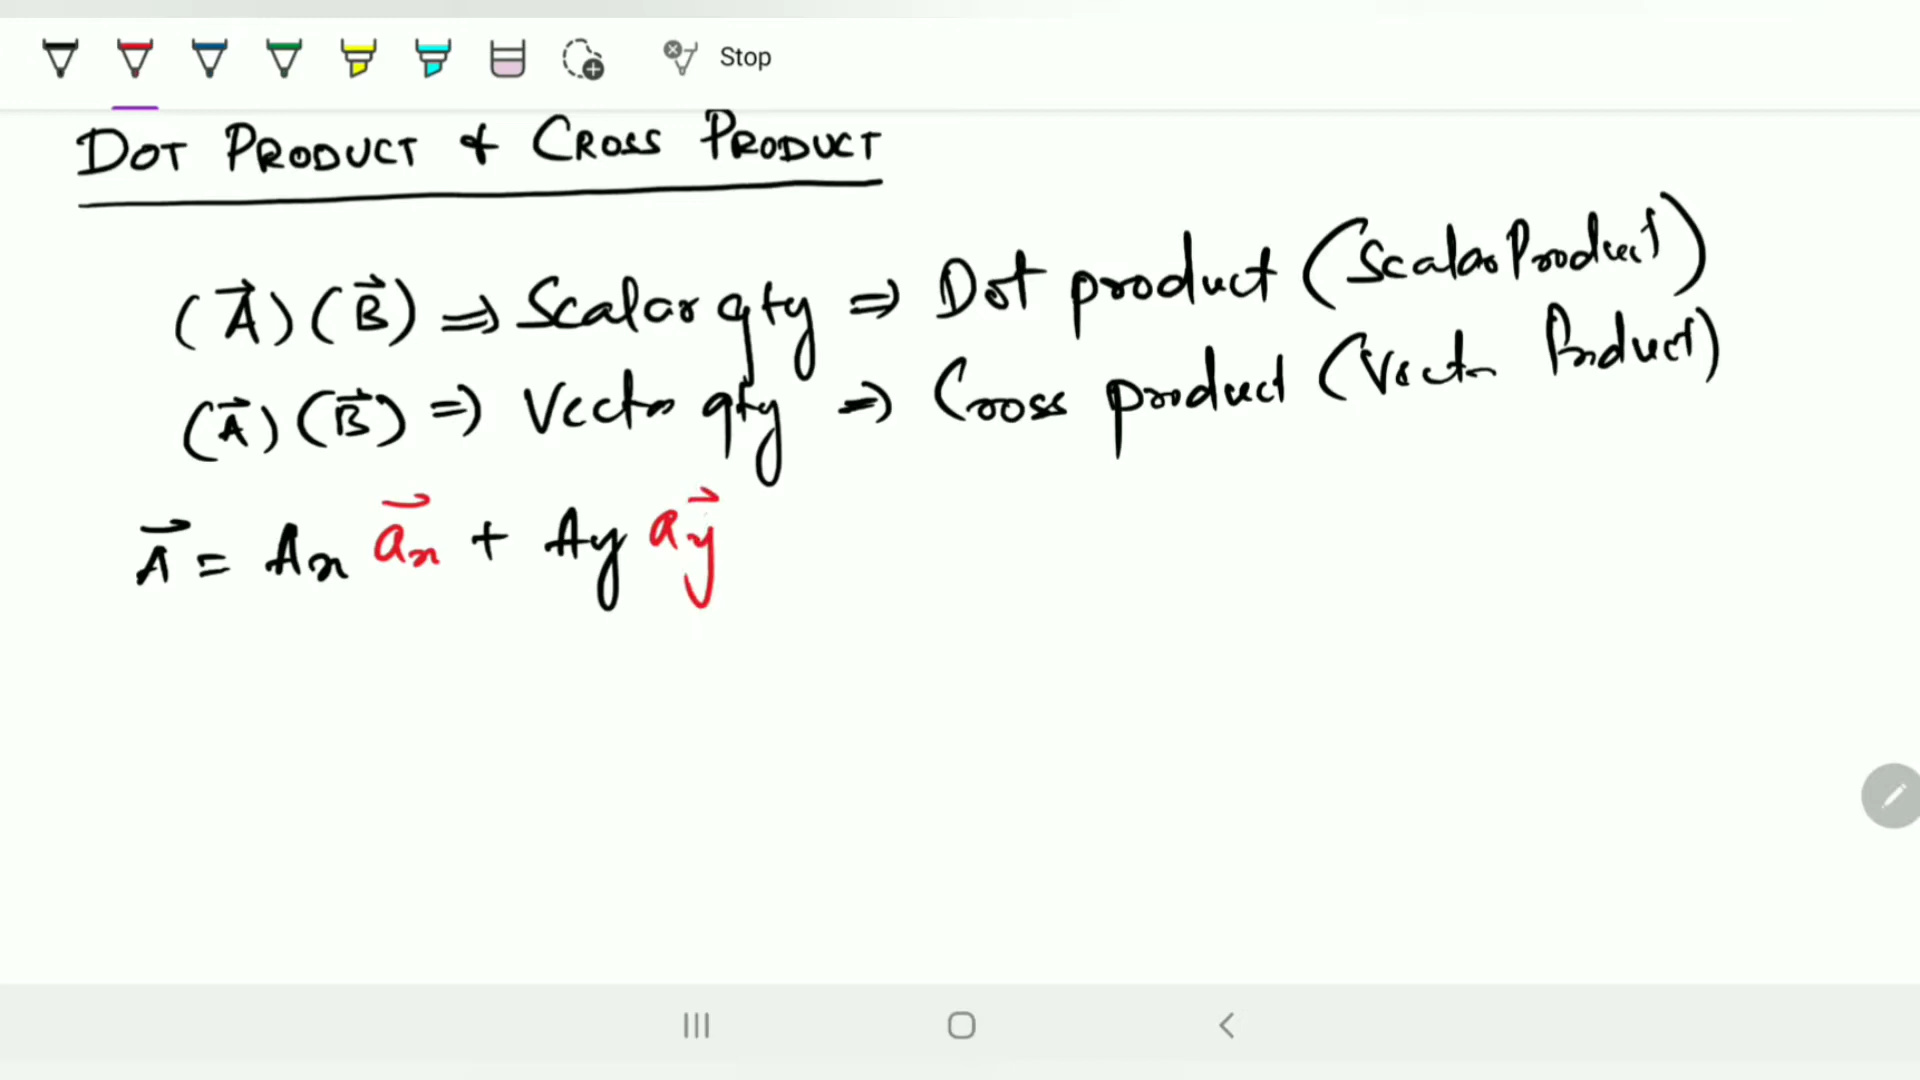 Stop
DOT PRODUCT & CROSS PRODUCT
(A⃗)(B⃗) ⇒ Scalar qty ⇒ Dot product (Scalar Product)
(A⃗)(B⃗) ⇒ Vector qty ⇒ Cross product (Vector Product)
A⃗ = Ax a⃗x + Ay a⃗y